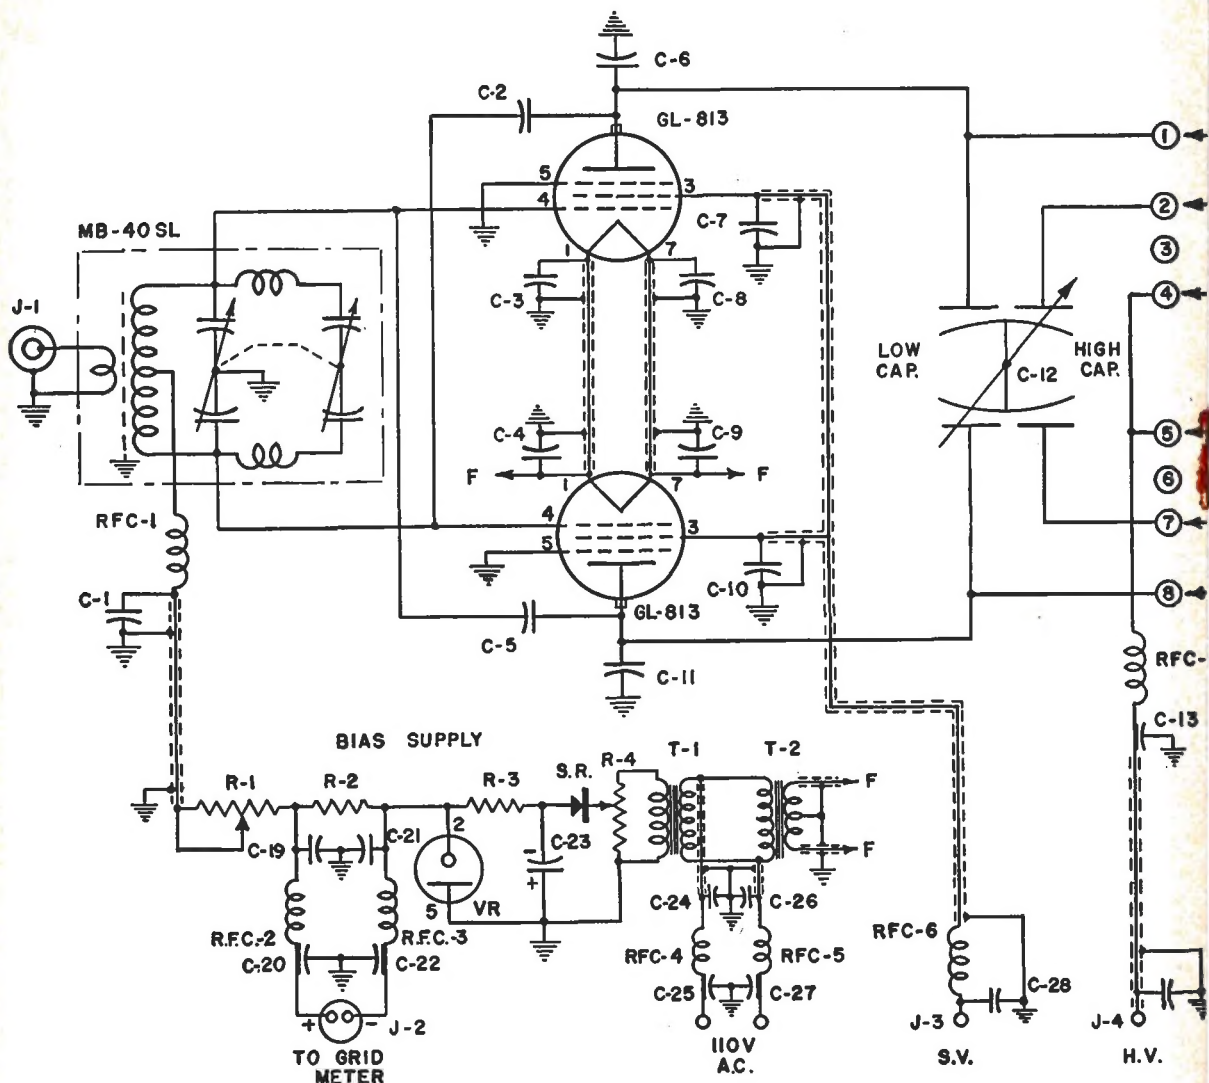 C-6
C-2
GL-813
1
5
3
4
2
C-7
MB-40SL
3
1
7
J-1
C-3
C-8
4
LOW CAP.
HIGH CAP.
C-12
C-4
C-9
5
F
F
1
7
6
RFC-1
4
3
7
5
C-1
C-10
8
GL-813
C-5
RFC-
C-11
C-13
BIAS SUPPLY
T-1
T-2
S.R.
R-4
R-1
R-2
R-3
F
2
C-21
C-23
C-19
-
+
F
5
VR
C-24
C-26
R.F.C.-2
R.F.C.-3
RFC-4
RFC-5
RFC-6
C-20
C-22
C-25
C-27
C-28
+
-
J-2
J-3
J-4
TO GRID METER
110V A.C.
S.V.
H.V.